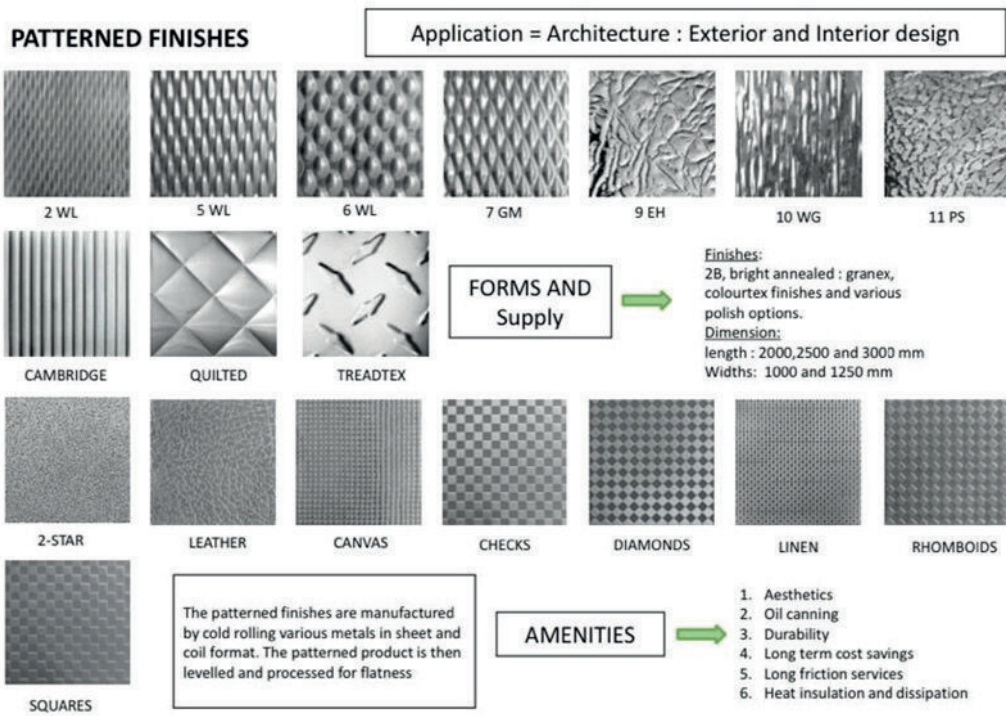 PATTERNED FINISHES
Application = Architecture : Exterior and Interior design
2 WL
5 WL
6 WL
7 GM
9 EH
10 WG
11 PS
CAMBRIDGE
QUILTED
TREADTEX
FORMS AND
Supply
Finishes:
2B, bright annealed : granex,
colourtex finishes and various
polish options.
Dimension:
length : 2000,2500 and 3000 mm
Widths: 1000 and 1250 mm
2-STAR
LEATHER
CANVAS
CHECKS
DIAMONDS
LINEN
RHOMBOIDS
SQUARES
The patterned finishes are manufactured
by cold rolling various metals in sheet and
coil format. The patterned product is then
levelled and processed for flatness
AMENITIES
1. Aesthetics
2. Oil canning
3. Durability
4. Long term cost savings
5. Long friction services
6. Heat insulation and dissipation